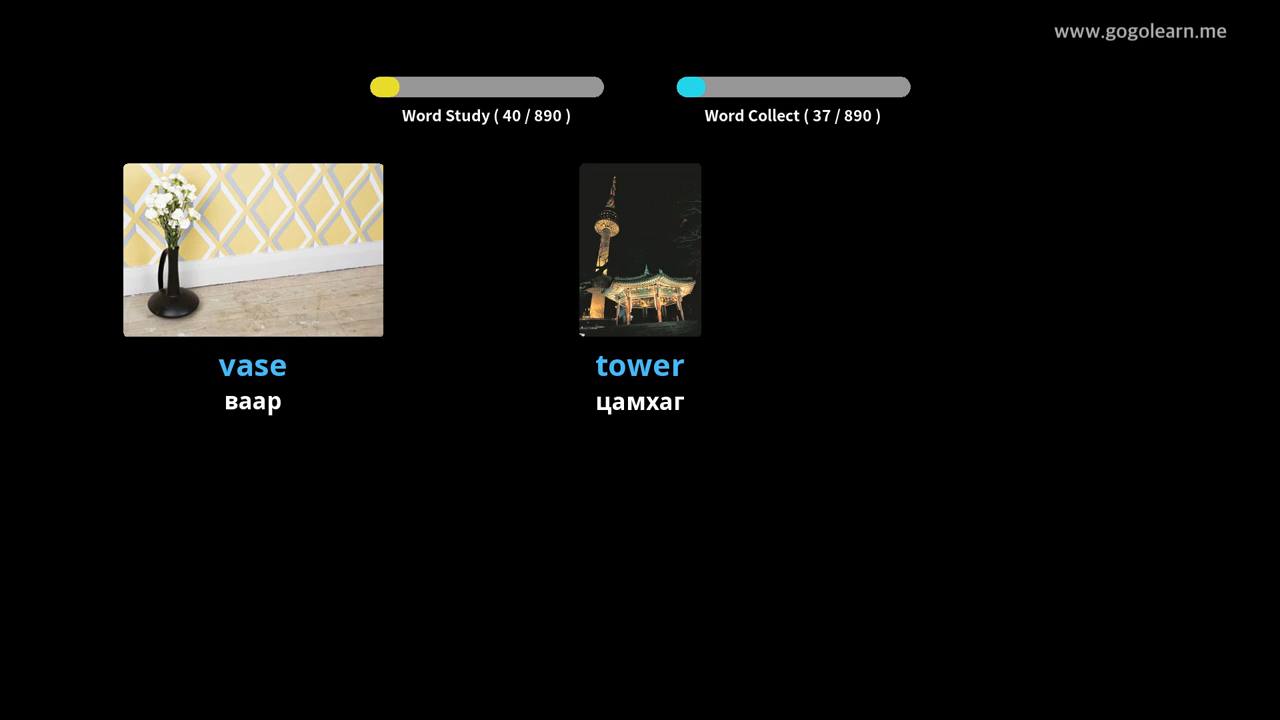 www.gogolearn.me
Word Study ( 40 / 890 )
Word Collect ( 37 / 890 )
vase
ваар
tower
цамхаг